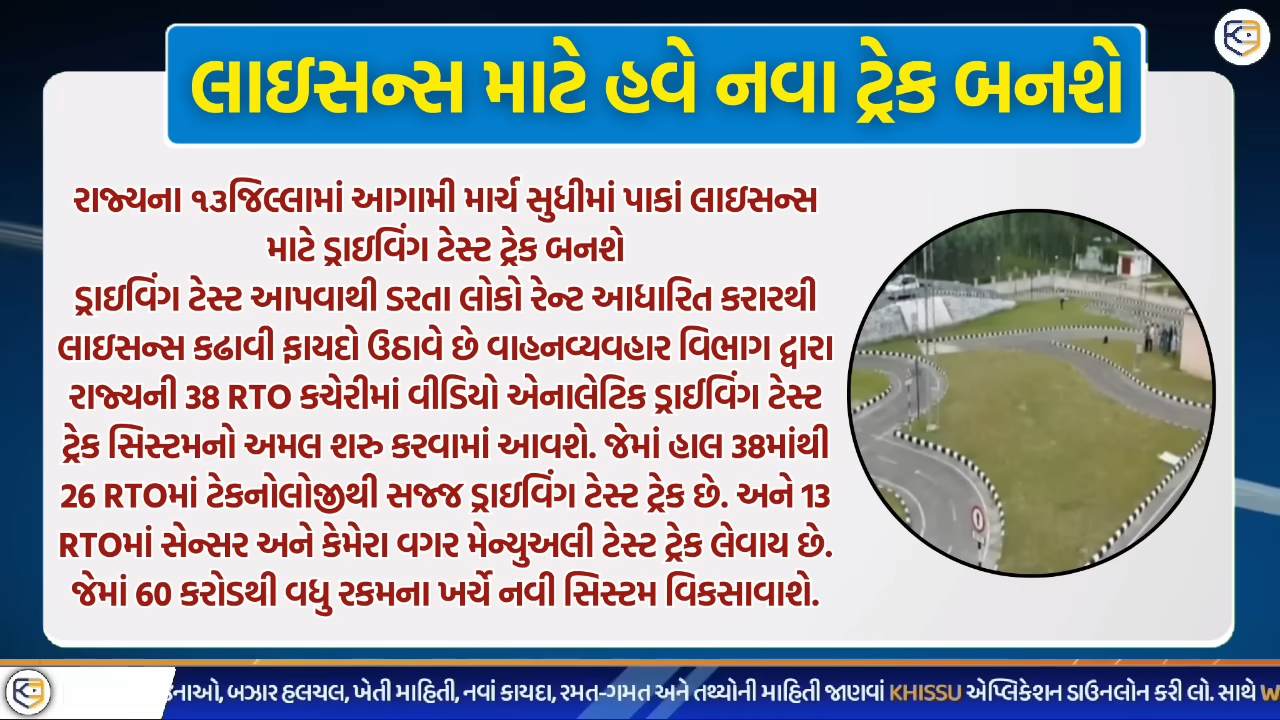 લાઇસન્સ માટે હવે નવા ટ્રેક બનશે
રાજ્યના ૧૩જિલ્લામાં આગામી માર્ચ સુધીમાં પાકાં લાઇસન્સ
માટે ડ્રાઇવિંગ ટેસ્ટ ટ્રેક બનશે
ડ્રાઇવિંગ ટેસ્ટ આપવાથી ડરતા લોકો રેન્ટ આધારિત કરારથી
લાઇસન્સ કઢાવી ફાયદો ઉઠાવે છે વાહનવ્યવહાર વિભાગ દ્વારા
રાજ્યની 38 RTO કચેરીમાં વીડિયો એનાલેટિક ડ્રાઈવિંગ ટેસ્ટ
ટ્રેક સિસ્ટમનો અમલ શરુ કરવામાં આવશે. જેમાં હાલ 38માંથી
26 RTOમાં ટેકનોલોજીથી સજ્જ ડ્રાઇવિંગ ટેસ્ટ ટ્રેક છે. અને 13
RTOમાં સેન્સર અને કેમેરા વગર મેન્યુઅલી ટેસ્ટ ટ્રેક લેવાય છે.
જેમાં 60 કરોડથી વધુ રકમના ખર્ચે નવી સિસ્ટમ વિકસાવાશે.
બઝાર હલચલ, ખેતી માહિતી, નવાં કાયદા, રમત-ગમત અને તથ્યોની માહિતી જાણવાં KHISSU એપ્લિકેશન ડાઉનલોન કરી લો. સાથે